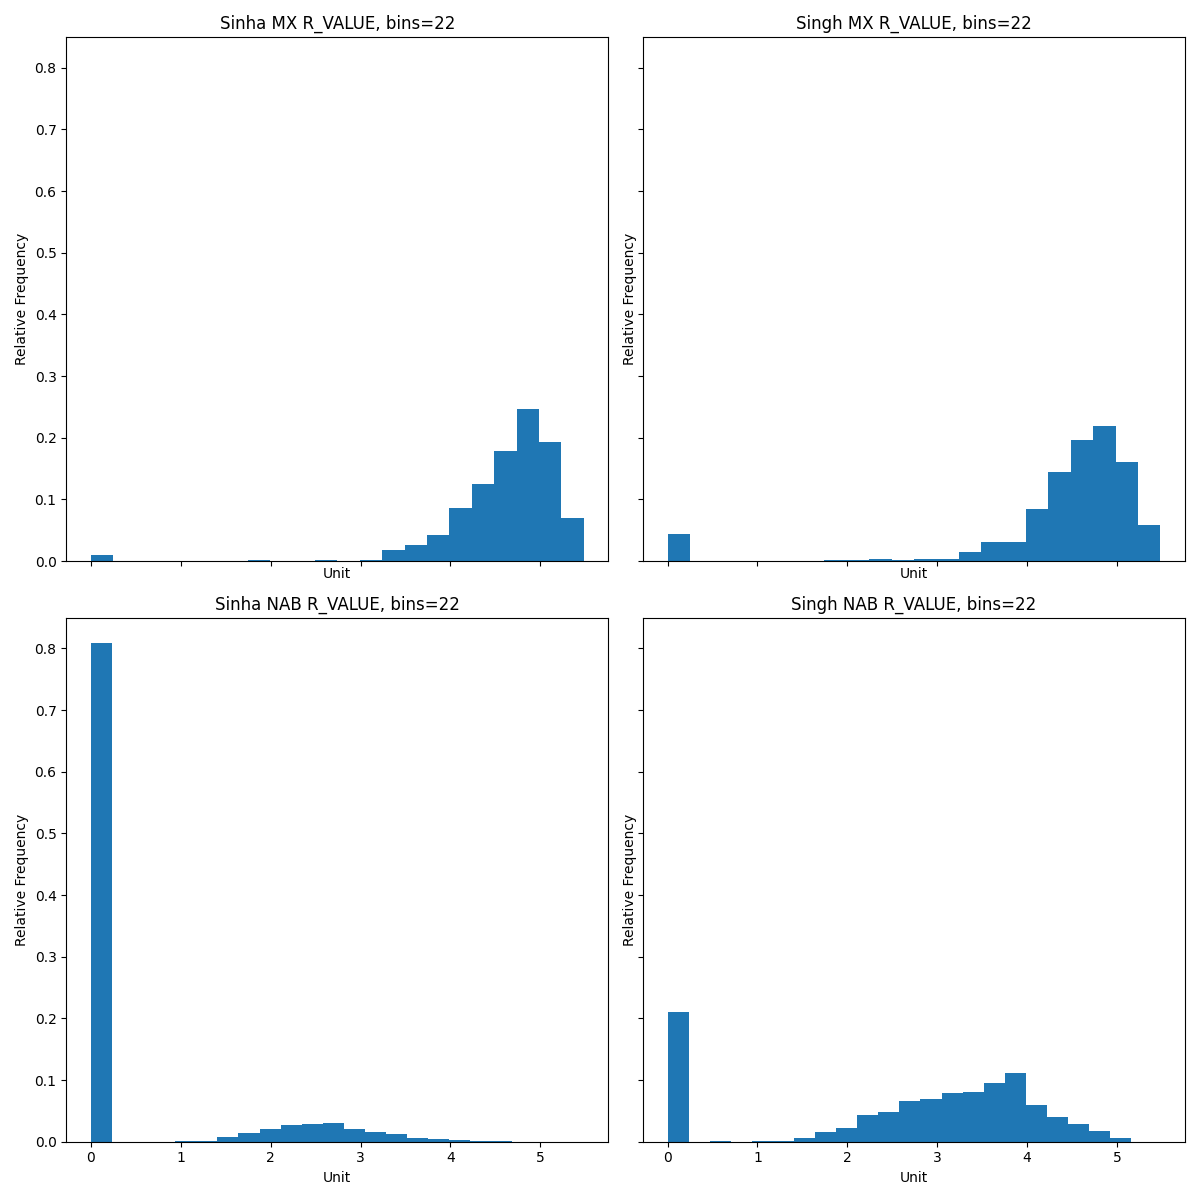 Sinha MX R_VALUE, bins=22
0.8
0.7
0.6
0.5
0.4
0.3
0.2
0.1
0.0
Relative Frequency
Unit
Singh MX R_VALUE, bins=22
Relative Frequency
Unit
Sinha NAB R_VALUE, bins=22
0.8
0.7
0.6
0.5
0.4
0.3
0.2
0.1
0.0
Relative Frequency
0 1 2 3 4 5
Unit
Singh NAB R_VALUE, bins=22
Relative Frequency
0 1 2 3 4 5
Unit